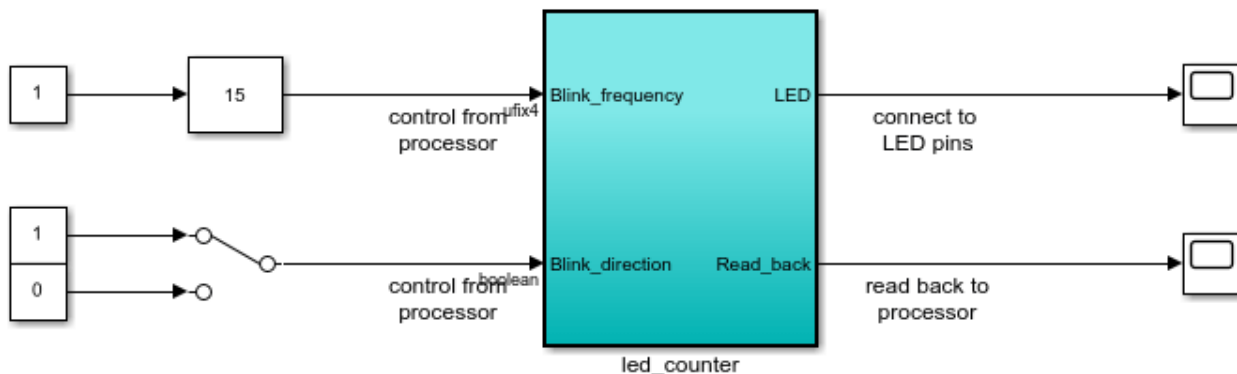 1
15
Blink_frequency
LED
ufix4
control from
processor
connect to
LED pins
1
0
Blink_direction
Read_back
boolean
control from
processor
read back to
processor
led_counter